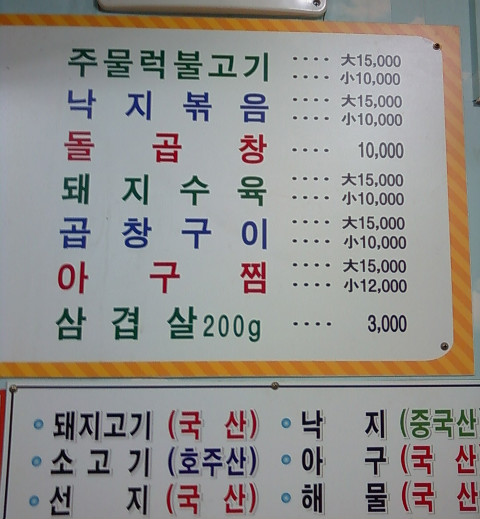 주물럭불고기 ···· 大15,000
···· 小10,000
낙지볶음 ···· 大15,000
···· 小10,000
돌곱창 ···· 10,000
돼지수육 ···· 大15,000
···· 小10,000
곱창구이 ···· 大15,000
···· 小10,000
아구찜 ···· 大15,000
···· 小12,000
삼겹살200g ···· 3,000
• 돼지고기 (국 산) • 낙 지 (중국산
• 소고기 (호주산) • 아 구 (국 산
• 선 지 (국 산) • 해 물 (국 산